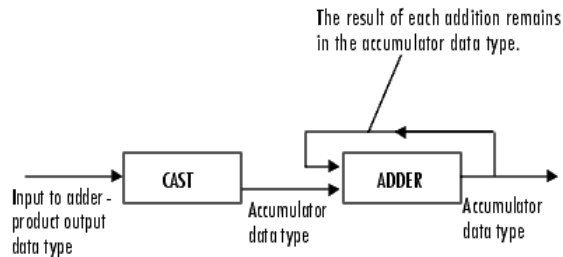 The result of each addition remains
in the accumulator data type.
CAST
ADDER
Input to adder -
product output
data type
Accumulator
data type
Accumulator
data type